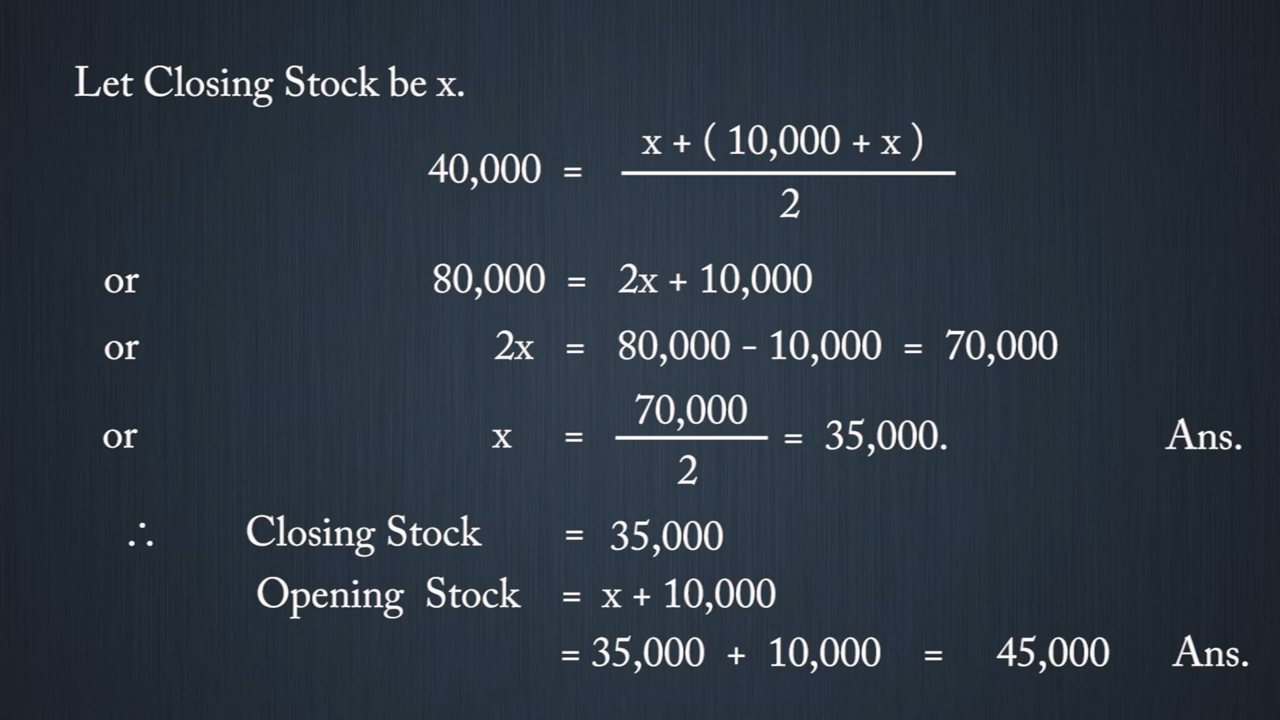 Let Closing Stock be x.
40,000 = x + ( 10,000 + x ) / 2
or 80,000 = 2x + 10,000
or 2x = 80,000 – 10,000 = 70,000
or x = 70,000 / 2 = 35,000. Ans.
∴ Closing Stock = 35,000
Opening Stock = x + 10,000
= 35,000 + 10,000 = 45,000 Ans.